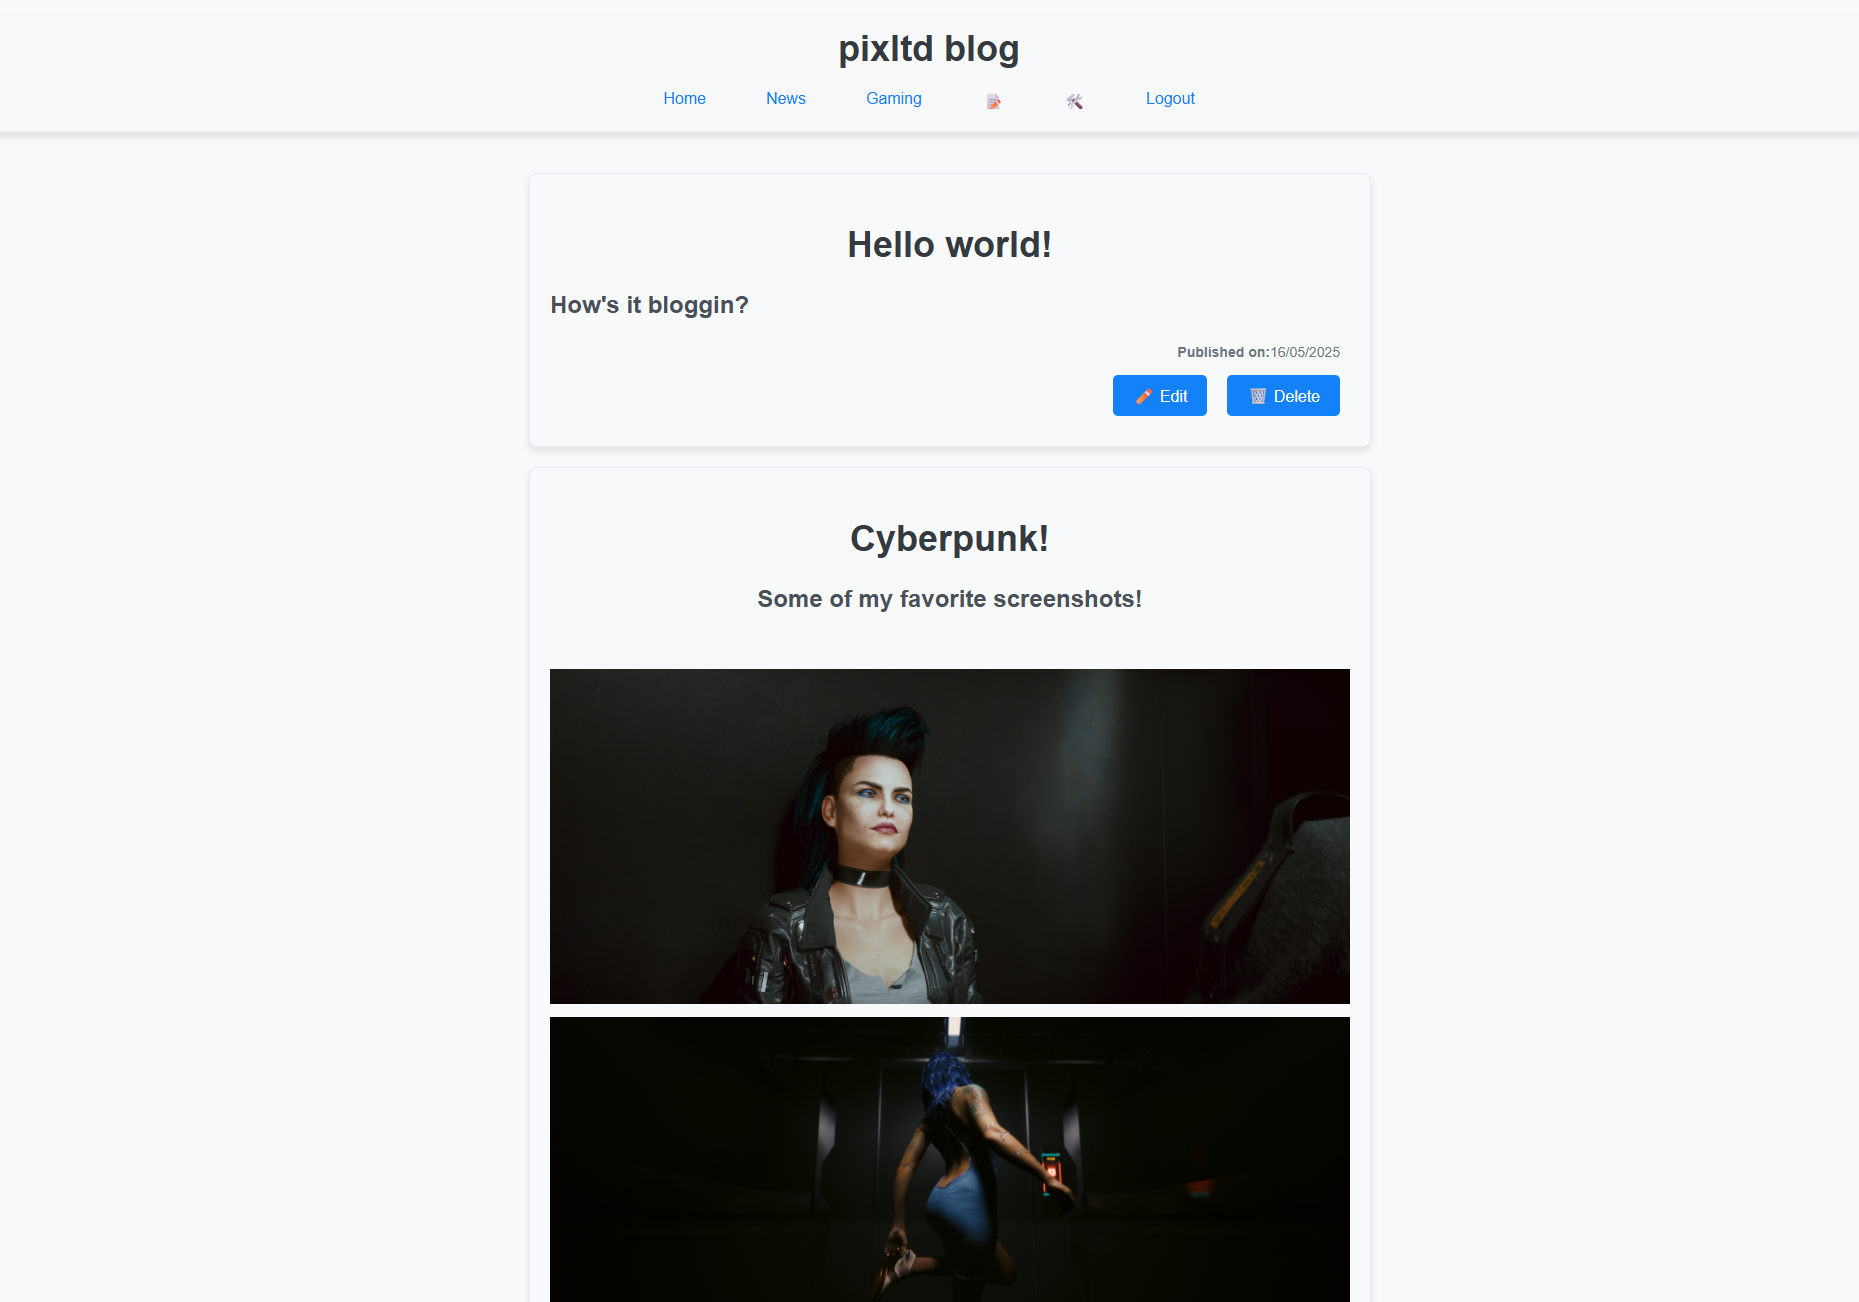 pixltd blog
Home News Gaming Logout
Hello world!
How's it bloggin?
Published on:16/05/2025
Edit Delete
Cyberpunk!
Some of my favorite screenshots!